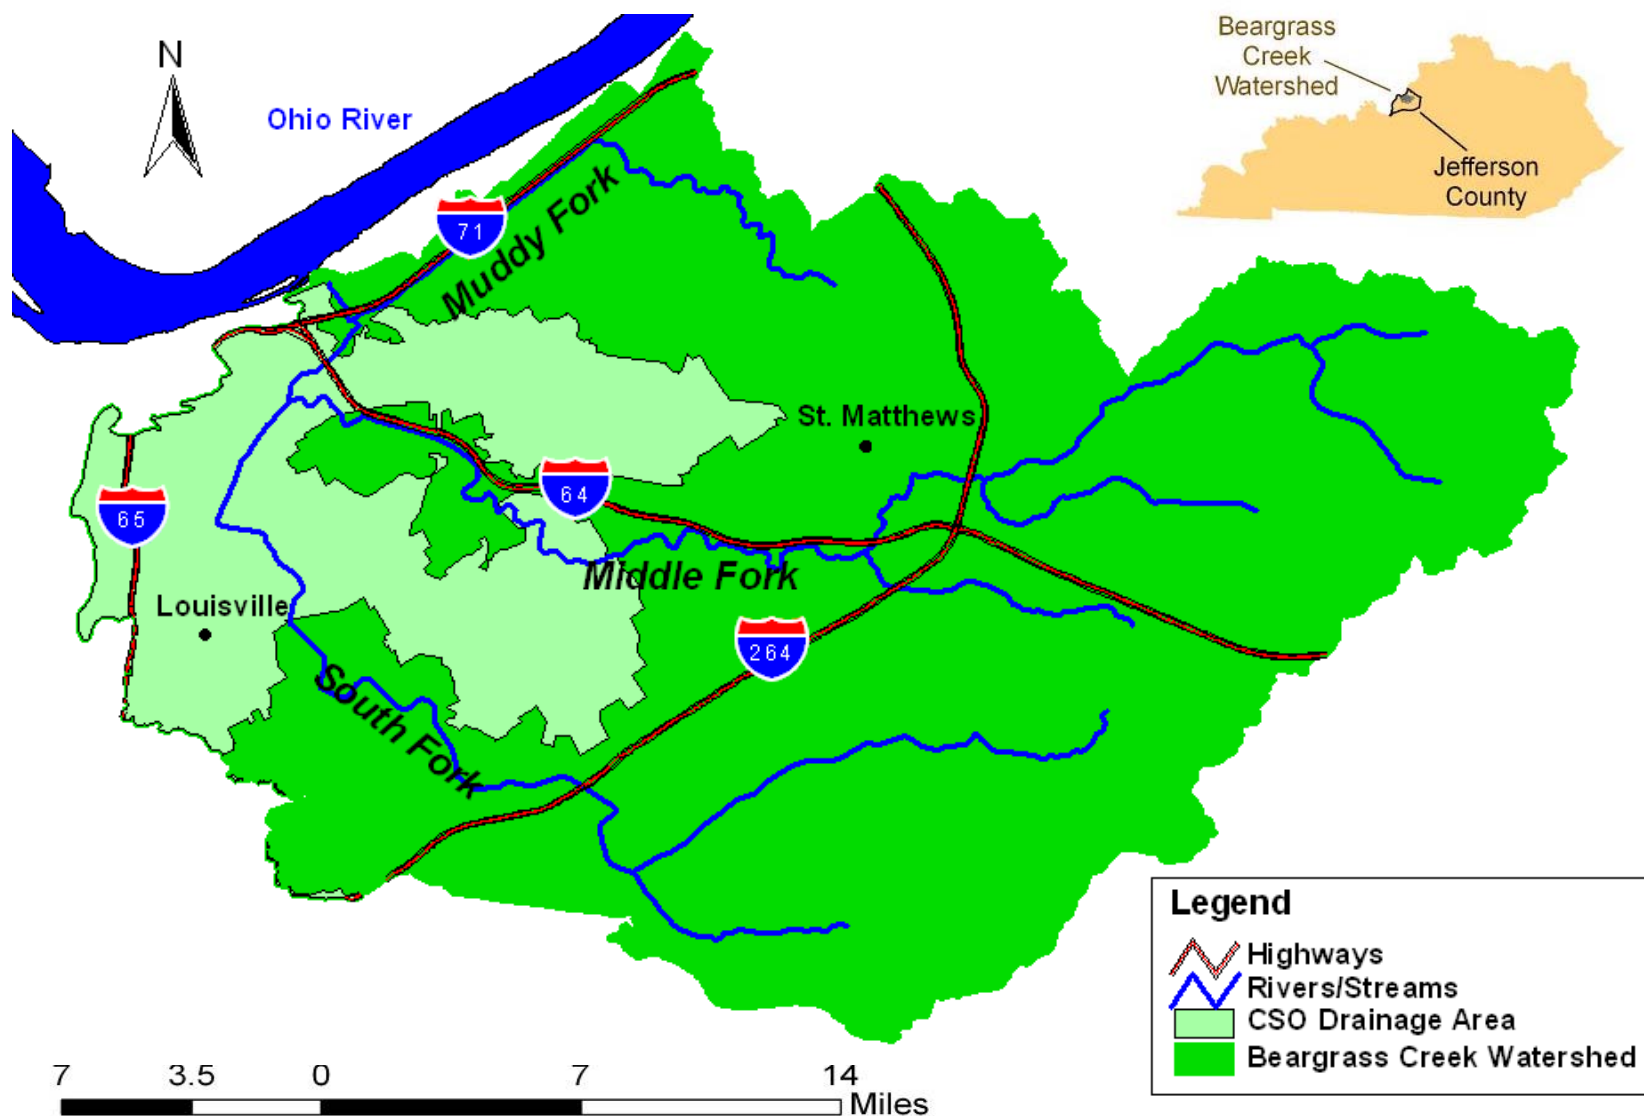 N
Ohio River
Beargrass
Creek
Watershed
Jefferson
County
71
Muddy Fork
St. Matthews
64
65
Middle Fork
Louisville
264
South Fork
Legend
Highways
Rivers/Streams
CSO Drainage Area
Beargrass Creek Watershed
7 3.5 0 7 14
Miles